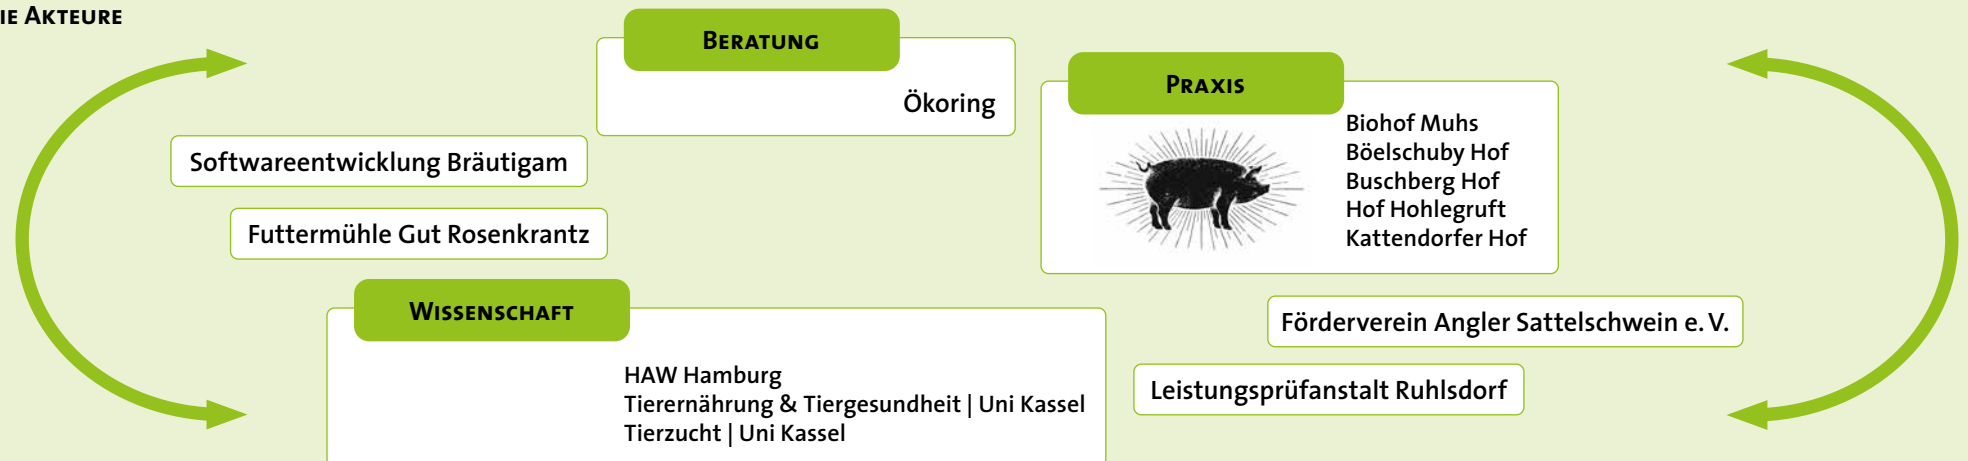 IE AKTEURE
BERATUNG
Ökoring
PRAXIS
Biohof Muhs
Böelschuby Hof
Buschberg Hof
Hof Hohlegruft
Kattendorfer Hof
Softwareentwicklung Bräutigam
Futtermühle Gut Rosenkrantz
WISSENSCHAFT
HAW Hamburg
Tierernährung & Tiergesundheit | Uni Kassel
Tierzucht | Uni Kassel
Förderverein Angler Sattelschwein e. V.
Leistungsprüfanstalt Ruhlsdorf